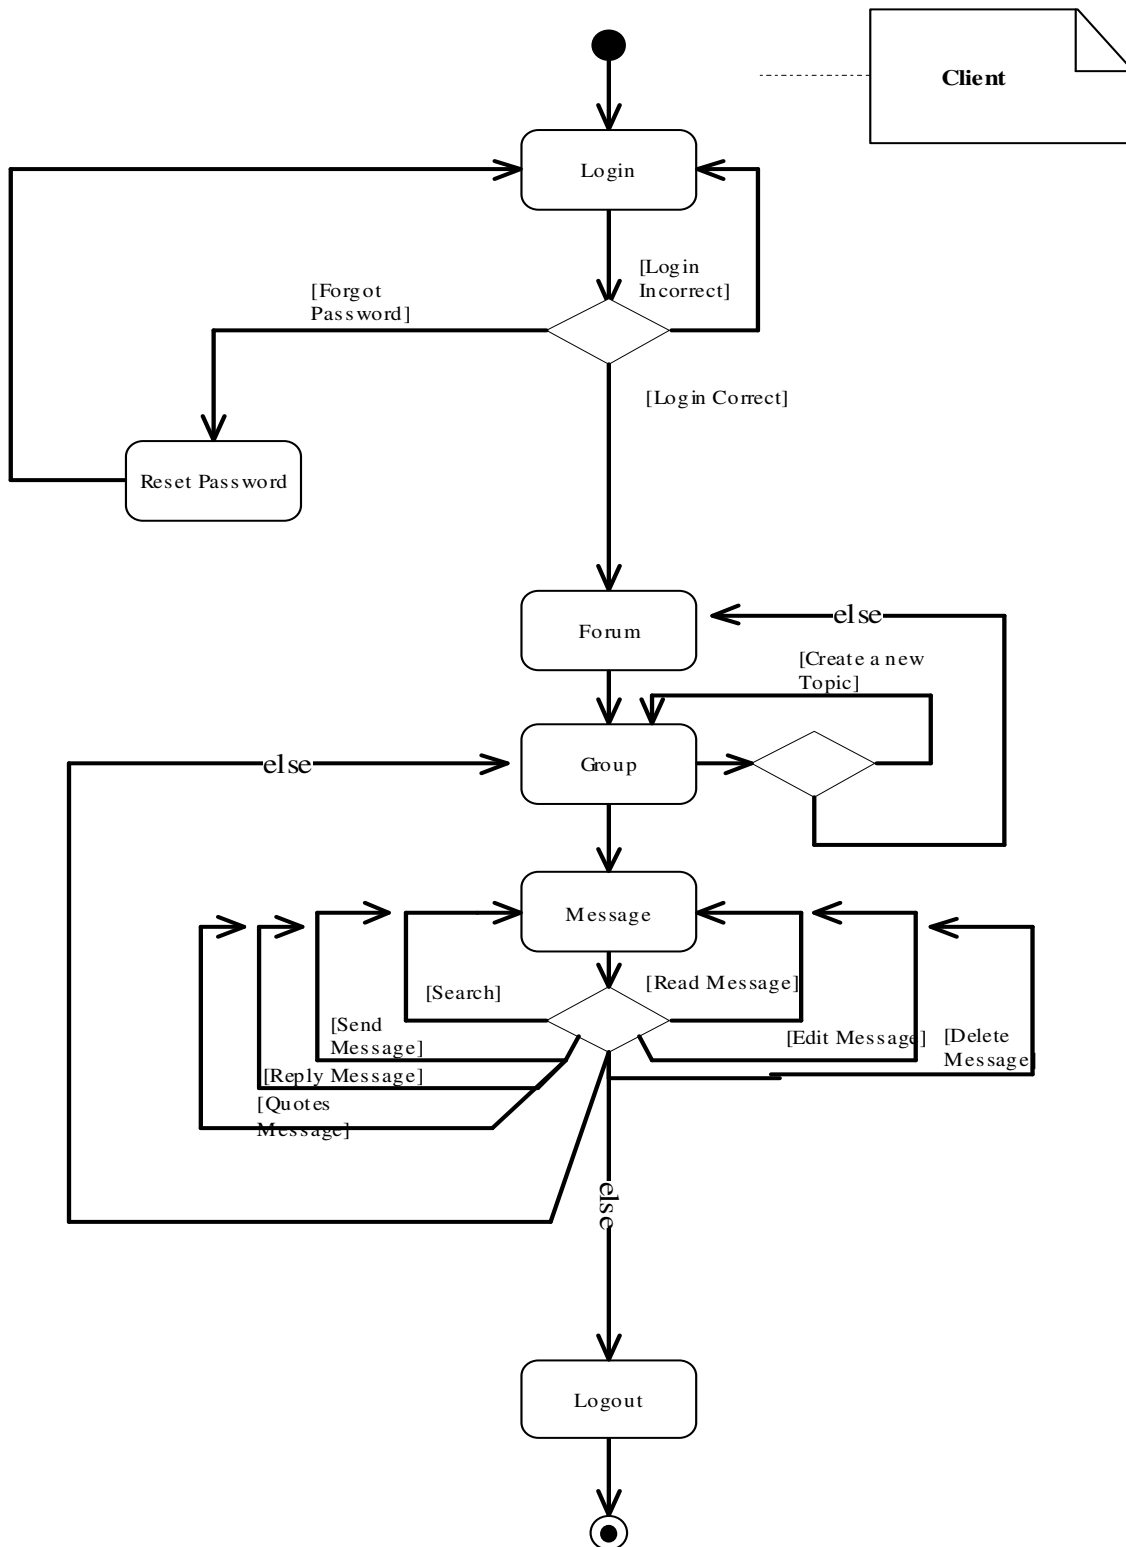 Client
Login
[Login
Incorrect]
[Forgot
Password]
[Login Correct]
Reset Password
Forum
else
[Create a new
Topic]
Group
else
Message
[Search]
[Read Message]
[Send
Message]
[Edit Message]
[Delete
Message]
[Reply Message]
[Quotes
Message]
else
Logout